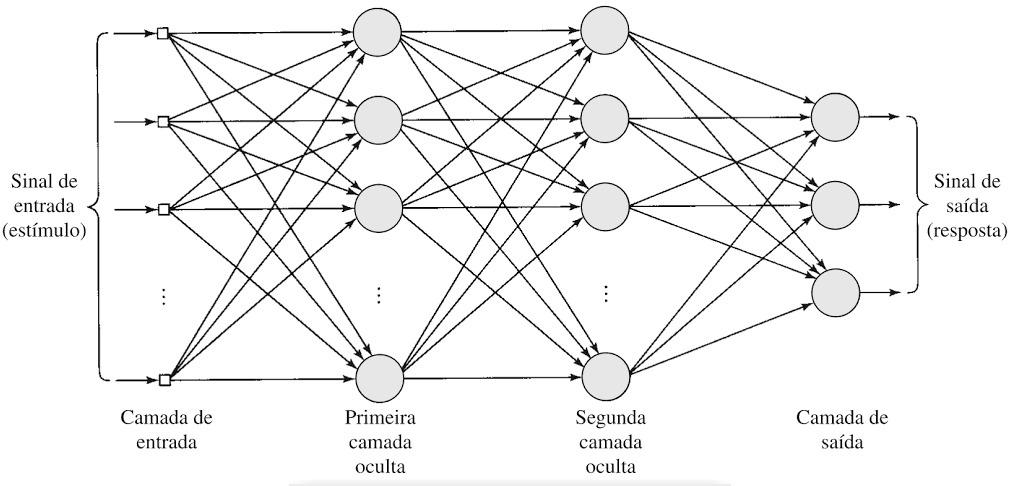 Sinal de
entrada
(estímulo)
Sinal de
saída
(resposta)
Camada de
entrada
Primeira
camada
oculta
Segunda
camada
oculta
Camada de
saída